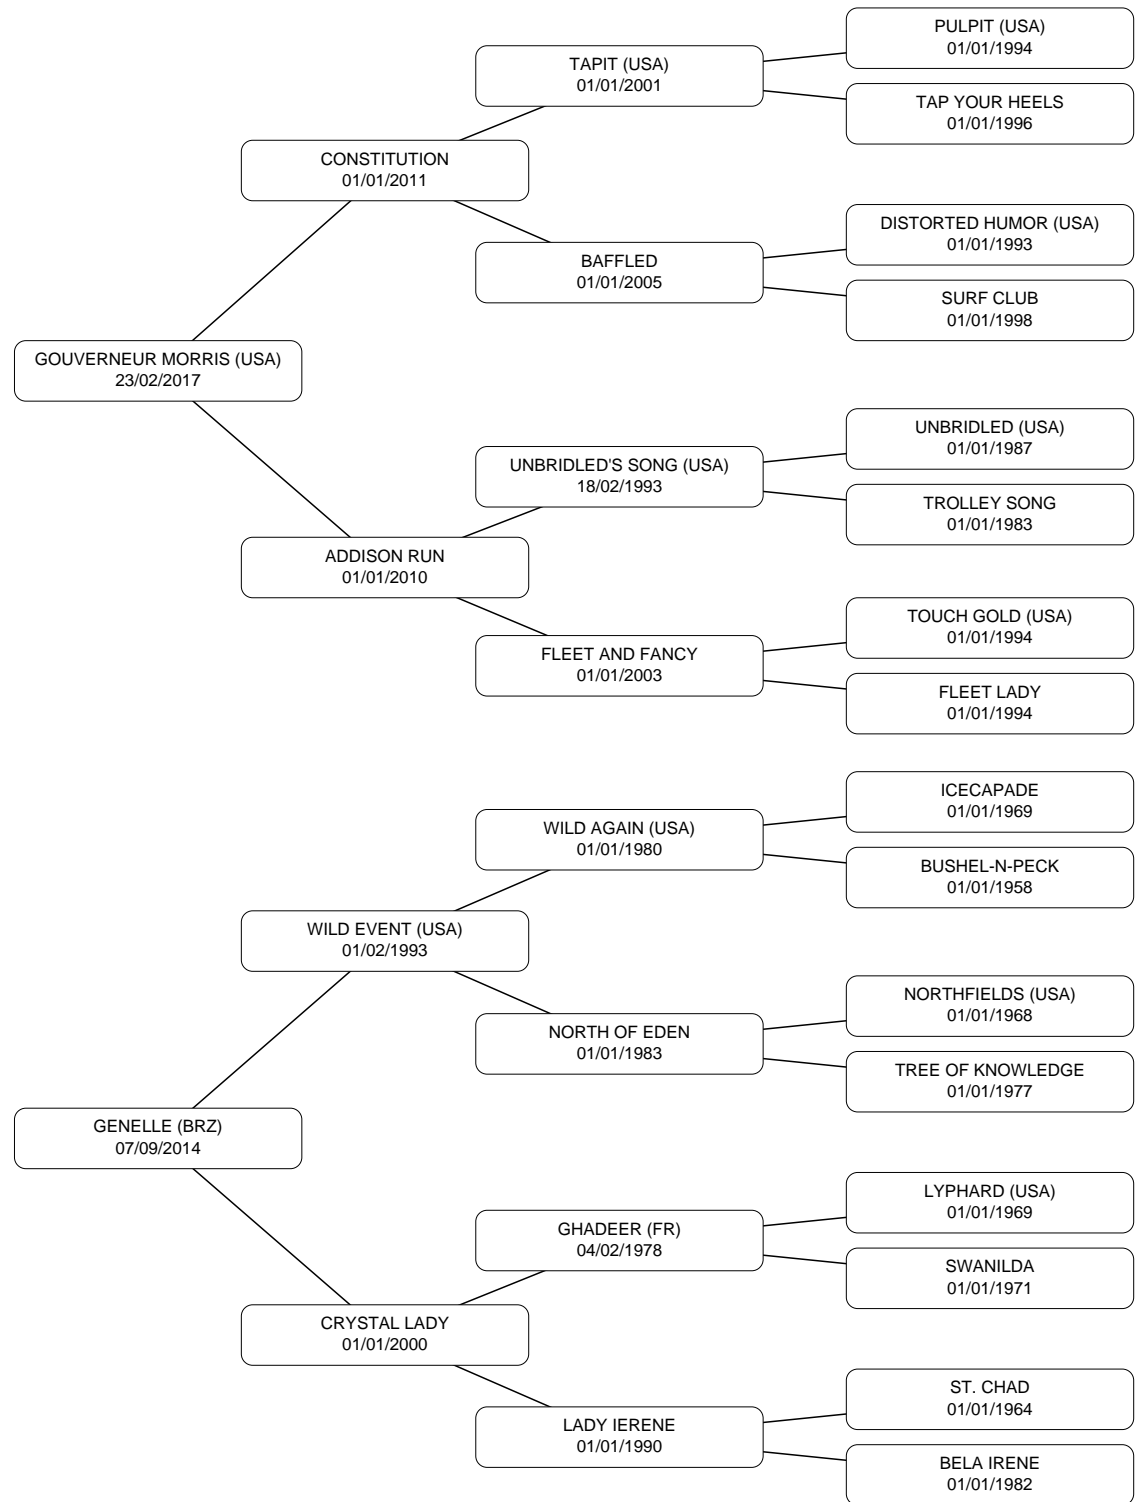 PULPIT (USA)
01/01/1994
TAPIT (USA)
01/01/2001
TAP YOUR HEELS
01/01/1996
CONSTITUTION
01/01/2011
DISTORTED HUMOR (USA)
01/01/1993
BAFFLED
01/01/2005
SURF CLUB
01/01/1998
GOUVERNEUR MORRIS (USA)
23/02/2017
UNBRIDLED (USA)
01/01/1987
UNBRIDLED'S SONG (USA)
18/02/1993
TROLLEY SONG
01/01/1983
ADDISON RUN
01/01/2010
TOUCH GOLD (USA)
01/01/1994
FLEET AND FANCY
01/01/2003
FLEET LADY
01/01/1994
ICECAPADE
01/01/1969
WILD AGAIN (USA)
01/01/1980
BUSHEL-N-PECK
01/01/1958
WILD EVENT (USA)
01/02/1993
NORTHFIELDS (USA)
01/01/1968
NORTH OF EDEN
01/01/1983
TREE OF KNOWLEDGE
01/01/1977
GENELLE (BRZ)
07/09/2014
LYPHARD (USA)
01/01/1969
GHADEER (FR)
04/02/1978
SWANILDA
01/01/1971
CRYSTAL LADY
01/01/2000
ST. CHAD
01/01/1964
LADY IERENE
01/01/1990
BELA IRENE
01/01/1982